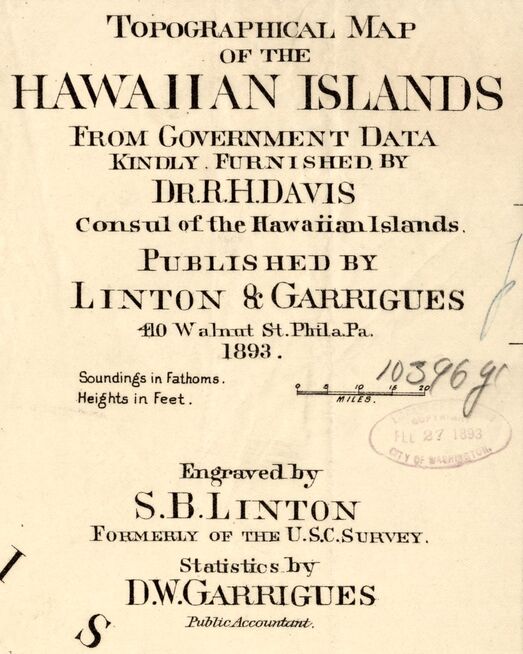 TOPOGRAPHICAL MAP
OF THE
HAWAIIAN ISLANDS
FROM GOVERNMENT DATA
KINDLY FURNISHED BY
DR.R.H.DAVIS
Consul of the Hawaiian Islands.
PUBLISHED BY
LINTON & GARRIGUES
410 Walnut St. Phila.Pa.
1893.
Soundings in Fathoms.
Heights in Feet.
10396 y
0 5 10 15 20
MILES.
COPYRIGHT
FEB 27 1893
CITY OF WASHINGTON.
Engraved by
S.B.LINTON
FORMERLY OF THE U.S.C.SURVEY.
Statistics by
D.W.GARRIGUES
Public Accountant.
I
S